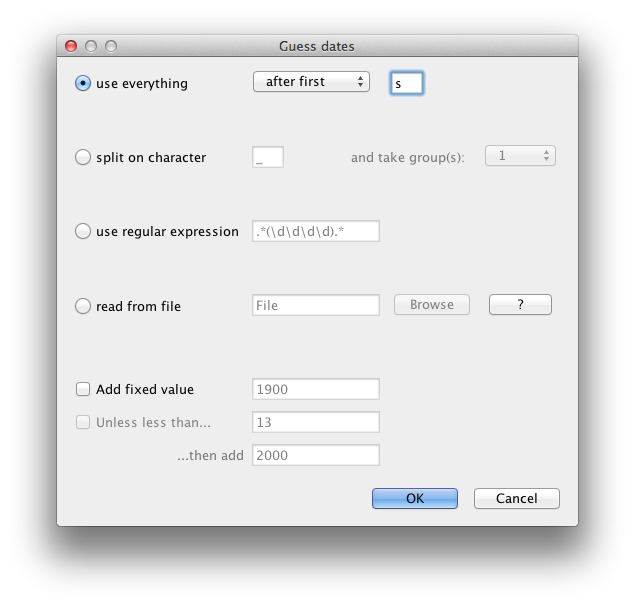 Guess dates
use everything after first s
split on character _ and take group(s): 1
use regular expression .*(\d\d\d\d).*
read from file File Browse ?
Add fixed value 1900
Unless less than... 13
...then add 2000
OK Cancel